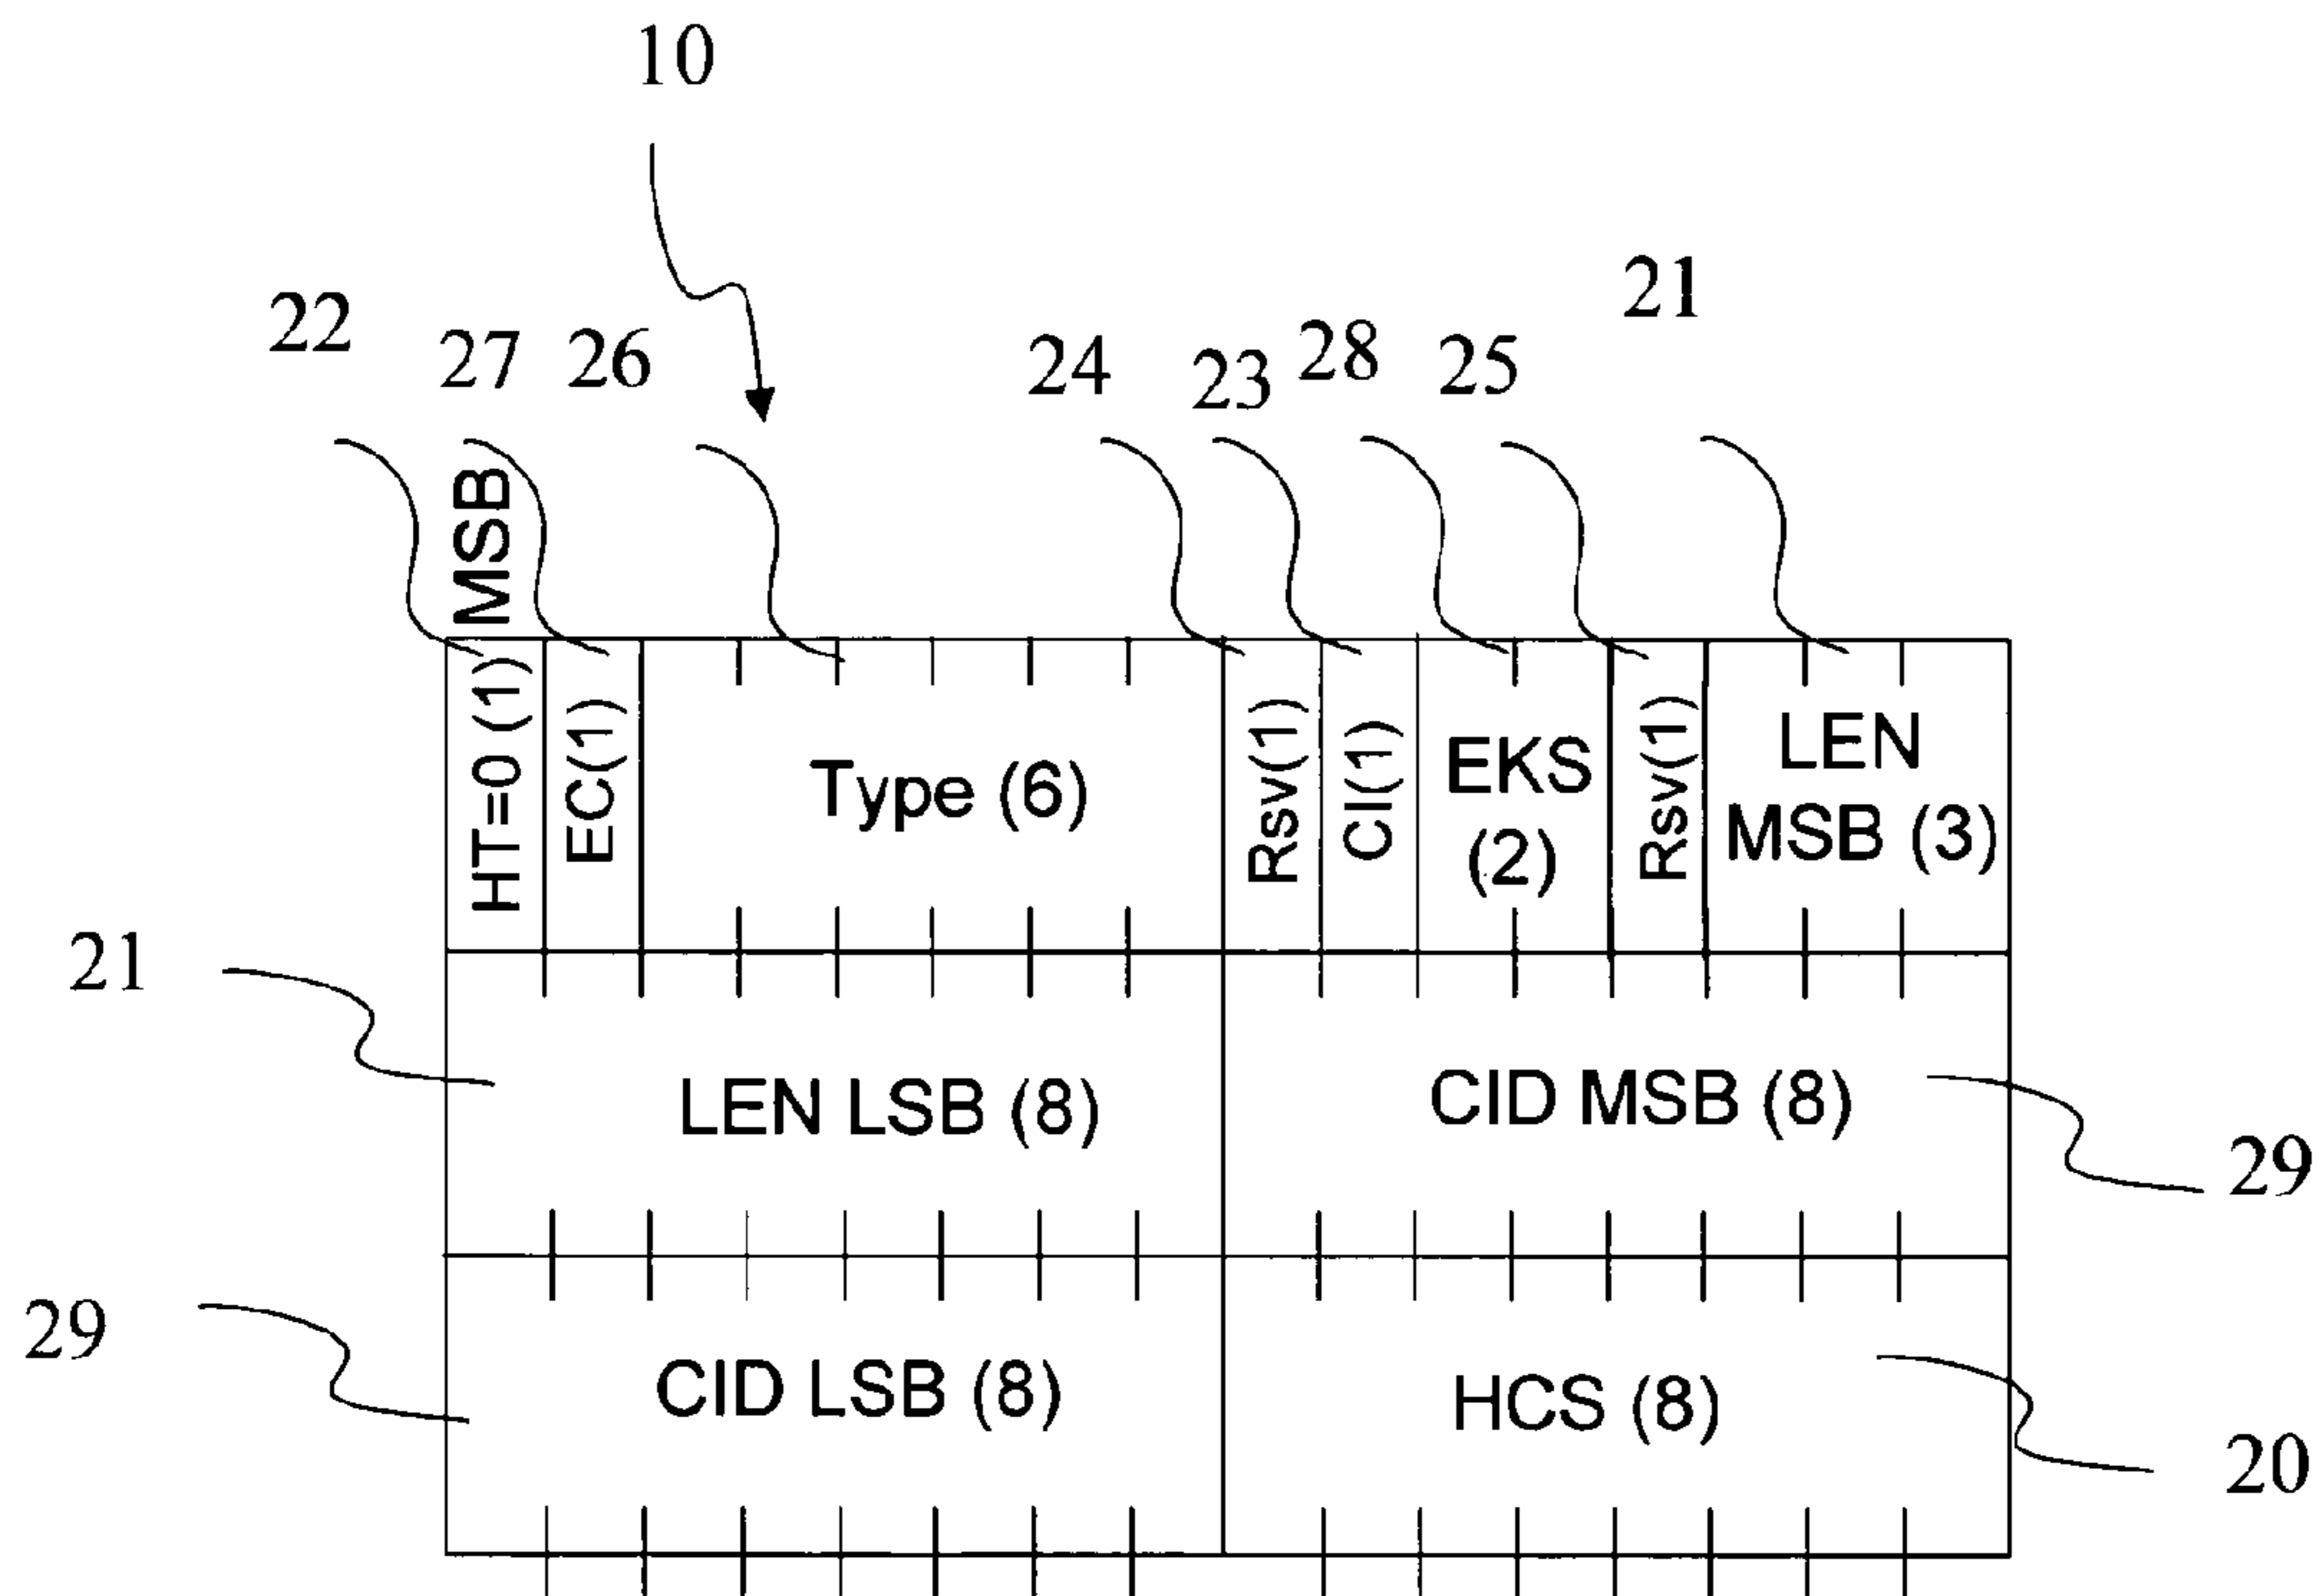 10
21
22
27
26
24
23
28
25
MSB
HT=0 (1)
EC(1)
Type (6)
Rsv(1)
CI(1)
EKS
(2)
Rsv(1)
LEN
MSB (3)
21
LEN LSB (8)
CID MSB (8)
29
29
CID LSB (8)
HCS (8)
20